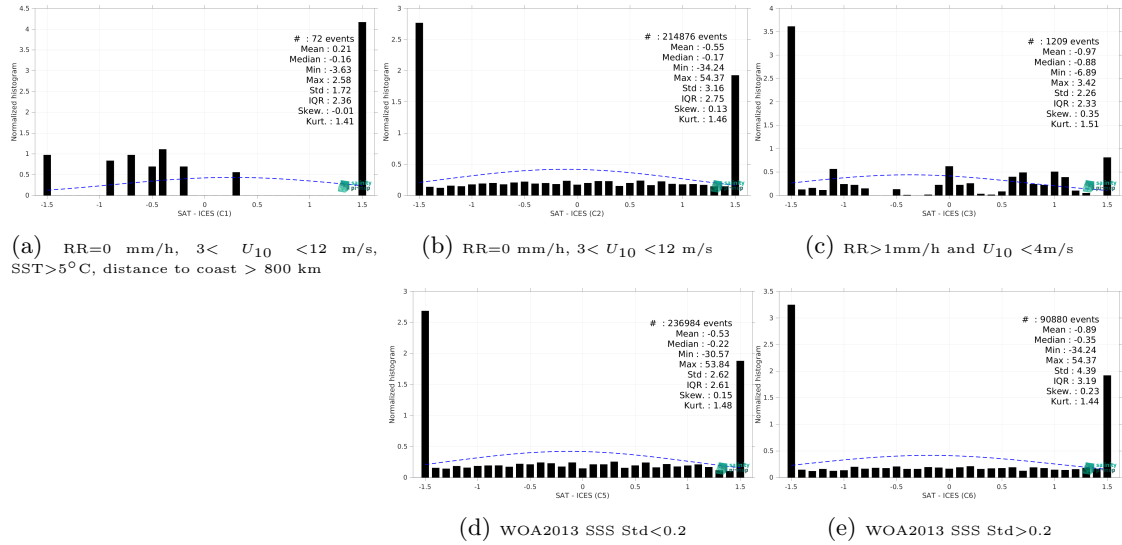 4.5
4
3.5
3
2.5
2
1.5
1
0.5
0
Normalized histogram
# : 72 events
Mean : 0.21
Median : -0.16
Min : -3.63
Max : 2.58
Std : 1.72
IQR : 2.36
Skew. : -0.01
Kurt. : 1.41
-1.5 -1 -0.5 0 0.5 1 1.5
SAT - ICES (C1)
(a) RR=0 mm/h, 3< U10 <12 m/s,
SST>5°C, distance to coast > 800 km
3
2.5
2
1.5
1
0.5
0
Normalized histogram
# : 214876 events
Mean : -0.55
Median : -0.17
Min : -34.24
Max : 54.37
Std : 3.16
IQR : 2.75
Skew. : 0.13
Kurt. : 1.46
-1.5 -1 -0.5 0 0.5 1 1.5
SAT - ICES (C2)
(b) RR=0 mm/h, 3< U10 <12 m/s
4
3.5
3
2.5
2
1.5
1
0.5
0
Normalized histogram
# : 1209 events
Mean : -0.97
Median : -0.88
Min : -6.89
Max : 3.42
Std : 2.26
IQR : 2.33
Skew. : 0.35
Kurt. : 1.51
-1.5 -1 -0.5 0 0.5 1 1.5
SAT - ICES (C3)
(c) RR>1mm/h and U10 <4m/s
3
2.5
2
1.5
1
0.5
0
Normalized histogram
# : 236984 events
Mean : -0.53
Median : -0.22
Min : -30.57
Max : 53.84
Std : 2.62
IQR : 2.61
Skew. : 0.15
Kurt. : 1.48
-1.5 -1 -0.5 0 0.5 1 1.5
SAT - ICES (C5)
(d) WOA2013 SSS Std<0.2
3.5
3
2.5
2
1.5
1
0.5
0
Normalized histogram
# : 90880 events
Mean : -0.89
Median : -0.35
Min : -34.24
Max : 54.37
Std : 4.39
IQR : 3.19
Skew. : 0.23
Kurt. : 1.44
-1.5 -1 -0.5 0 0.5 1 1.5
SAT - ICES (C6)
(e) WOA2013 SSS Std>0.2